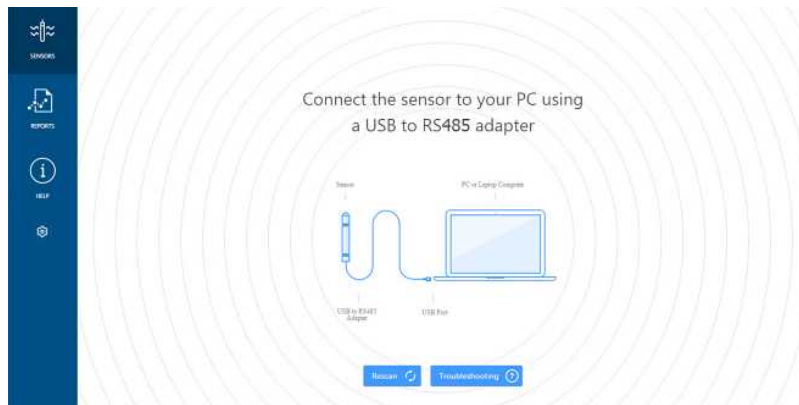 SENSORS
REPORTS
HELP
Connect the sensor to your PC using
a USB to RS485 adapter
Sensor
PC or Laptop Computer
USB to RS485
Adapter
USB Port
Rescan
Troubleshooting